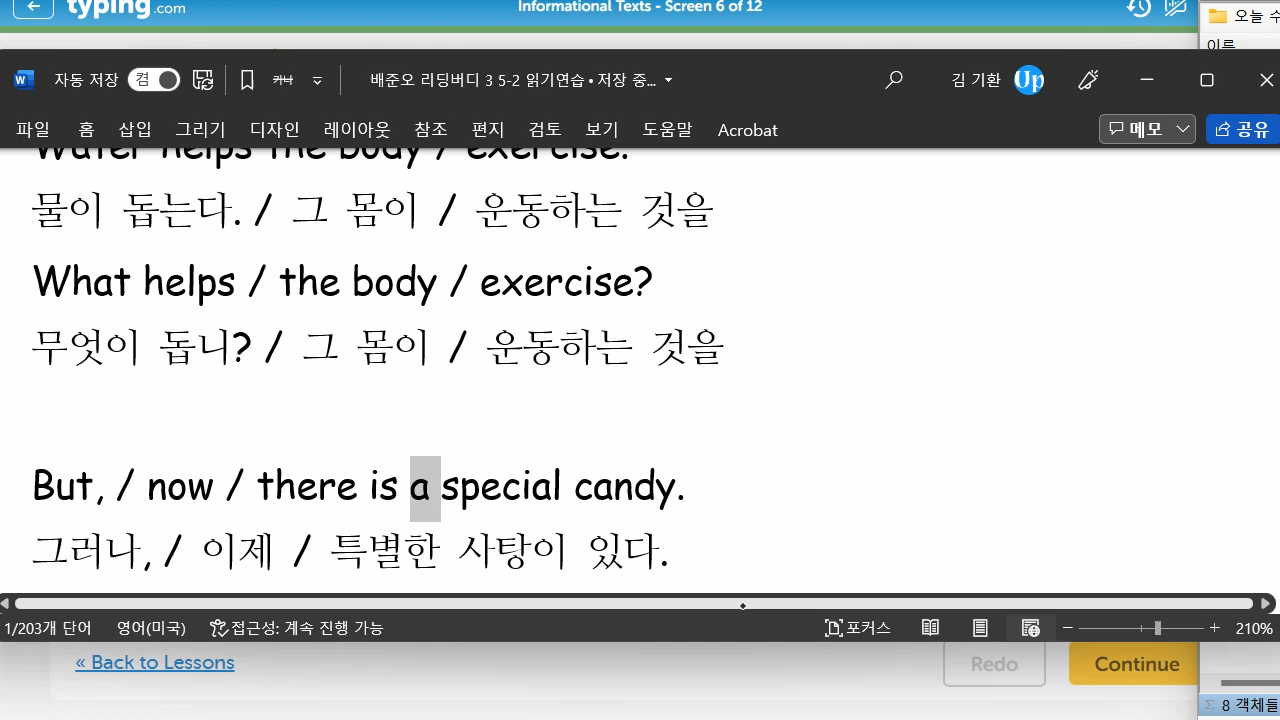 typing.com
Informational Texts - Screen 6 of 12
오늘 수
이름
자동 저장 켬
가나
배준오 리딩버디 3 5-2 읽기연습 • 저장 중...
김 기환
Up
파일 홈 삽입 그리기 디자인 레이아웃 참조 편지 검토 보기 도움말 Acrobat
메모
공유
Water helps the body / exercise.
물이 돕는다. / 그 몸이 / 운동하는 것을
What helps / the body / exercise?
무엇이 돕니? / 그 몸이 / 운동하는 것을
But, / now / there is a special candy.
그러나, / 이제 / 특별한 사탕이 있다.
1/203개 단어 영어(미국) 접근성: 계속 진행 가능 포커스 210%
« Back to Lessons
Redo
Continue
8 객체들